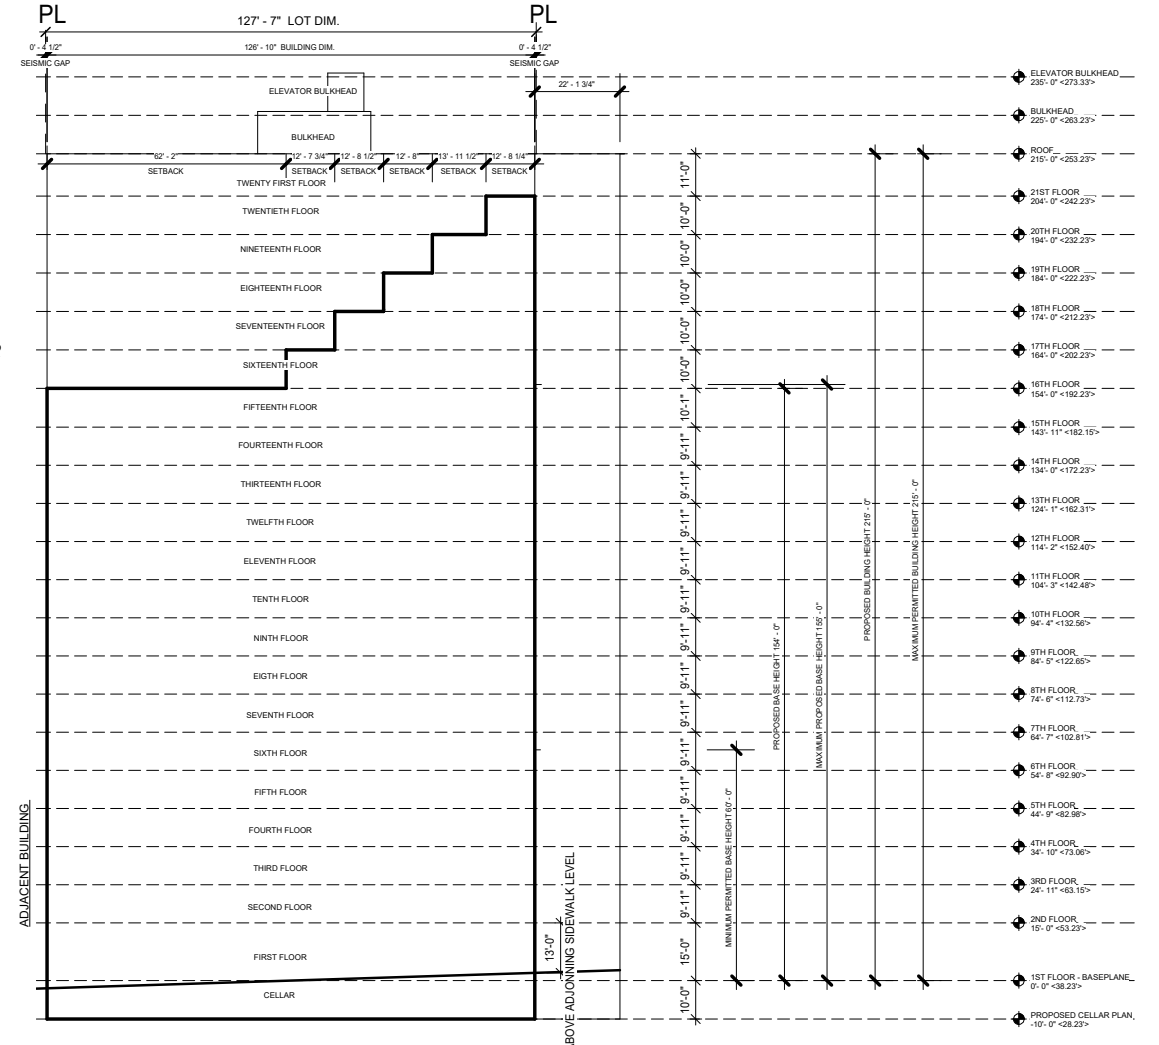 PL
PL
127' - 7" LOT DIM.
0' - 4 1/2"
126' - 10" BUILDING DIM.
0' - 4 1/2"
SEISMIC GAP
SEISMIC GAP
22' - 1 3/4"
ELEVATOR BULKHEAD
BULKHEAD
62' - 2"
12' - 7 3/4"
12' - 8 1/2"
12' - 8"
13' - 11 1/2"
12' - 8 1/4"
SETBACK
SETBACK
SETBACK
SETBACK
SETBACK
SETBACK
TWENTY FIRST FLOOR
TWENTIETH FLOOR
NINETEENTH FLOOR
EIGHTEENTH FLOOR
SEVENTEENTH FLOOR
SIXTEENTH FLOOR
FIFTEENTH FLOOR
FOURTEENTH FLOOR
THIRTEENTH FLOOR
TWELFTH FLOOR
ELEVENTH FLOOR
TENTH FLOOR
NINTH FLOOR
EIGTH FLOOR
SEVENTH FLOOR
SIXTH FLOOR
FIFTH FLOOR
FOURTH FLOOR
THIRD FLOOR
SECOND FLOOR
FIRST FLOOR
CELLAR
ADJACENT BUILDING
13'-0"
BOVE ADJONNING SIDEWALK LEVEL
11'-0"
10'-0"
10'-0"
10'-0"
10'-0"
10'-0"
10'-1"
9'-11"
9'-11"
9'-11"
9'-11"
9'-11"
9'-11"
9'-11"
9'-11"
9'-11"
9'-11"
9'-11"
9'-11"
9'-11"
15'-0"
10'-0"
MINIMUM PERMITTED BASE HEIGHT 60' - 0"
PROPOSED BASE HEIGHT 154' - 0"
MAXIMUM PROPOSED BASE HEIGHT 155' - 0"
PROPOSED BUILDING HEIGHT 215' - 0"
MAXIMUM PERMITTED BUILDING HEIGHT 215' - 0"
ELEVATOR BULKHEAD
235'- 0" <273.33'>
BULKHEAD
225'- 0" <263.23'>
ROOF
215'- 0" <253.23'>
21ST FLOOR
204'- 0" <242.23'>
20TH FLOOR
194'- 0" <232.23'>
19TH FLOOR
184'- 0" <222.23'>
18TH FLOOR
174'- 0" <212.23'>
17TH FLOOR
164'- 0" <202.23'>
16TH FLOOR
154'- 0" <192.23'>
15TH FLOOR
143'- 11" <182.15'>
14TH FLOOR
134'- 0" <172.23'>
13TH FLOOR
124'- 1" <162.31'>
12TH FLOOR
114'- 2" <152.40'>
11TH FLOOR
104'- 3" <142.48'>
10TH FLOOR
94'- 4" <132.56'>
9TH FLOOR
84'- 5" <122.65'>
8TH FLOOR
74'- 6" <112.73'>
7TH FLOOR
64'- 7" <102.81'>
6TH FLOOR
54'- 8" <92.90'>
5TH FLOOR
44'- 9" <82.98'>
4TH FLOOR
34'- 10" <73.06'>
3RD FLOOR
24'- 11" <63.15'>
2ND FLOOR
15'- 0" <53.23'>
1ST FLOOR - BASEPLANE
0'- 0" <38.23'>
PROPOSED CELLAR PLAN
-10'- 0" <28.23'>